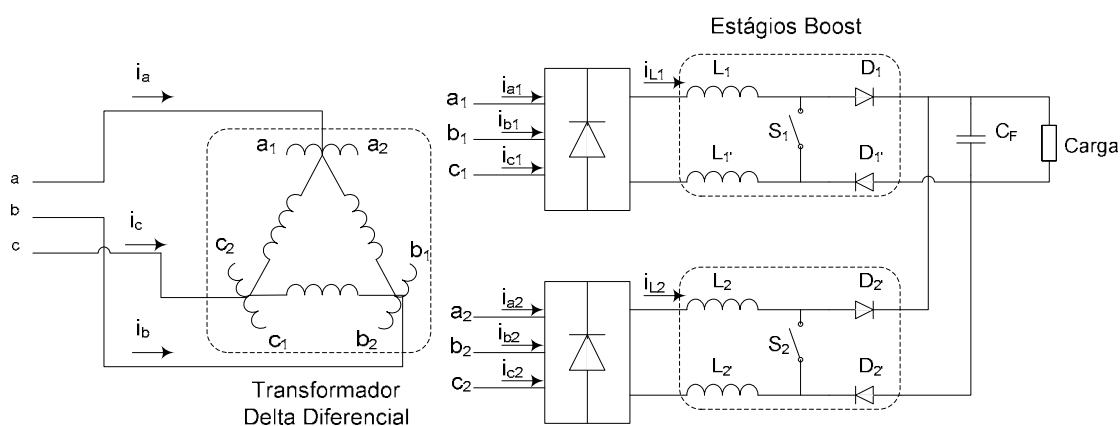 Estágios Boost
i_a
a
b
c
a_1
a_2
i_c
c_2
b_1
c_1
b_2
i_b
Transformador
Delta Diferencial
a_1
b_1
c_1
i_a1
i_b1
i_c1
i_L1
L_1
D_1
S_1
L_1'
D_1'
C_F
Carga
a_2
b_2
c_2
i_a2
i_b2
i_c2
i_L2
L_2
D_2'
S_2
L_2'
D_2'